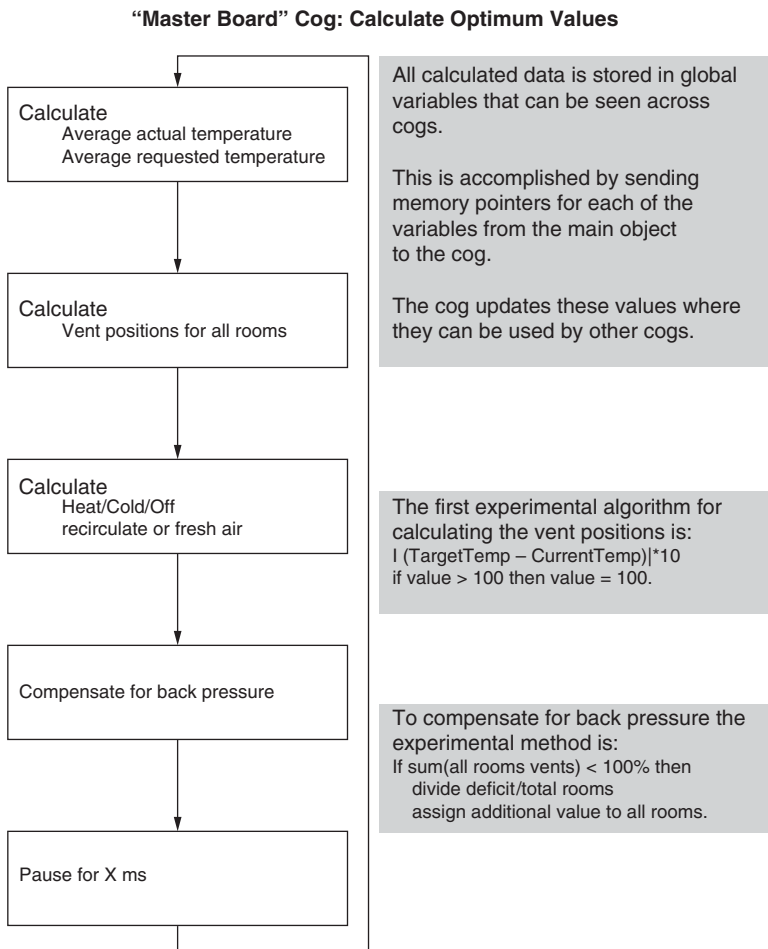 “Master Board” Cog: Calculate Optimum Values
Calculate
Average actual temperature
Average requested temperature
Calculate
Vent positions for all rooms
Calculate
Heat/Cold/Off
recirculate or fresh air
Compensate for back pressure
Pause for X ms
All calculated data is stored in global
variables that can be seen across
cogs.
This is accomplished by sending
memory pointers for each of the
variables from the main object
to the cog.
The cog updates these values where
they can be used by other cogs.
The first experimental algorithm for
calculating the vent positions is:
I (TargetTemp – CurrentTemp)|*10
if value > 100 then value = 100.
To compensate for back pressure the
experimental method is:
If sum(all rooms vents) < 100% then
divide deficit/total rooms
assign additional value to all rooms.